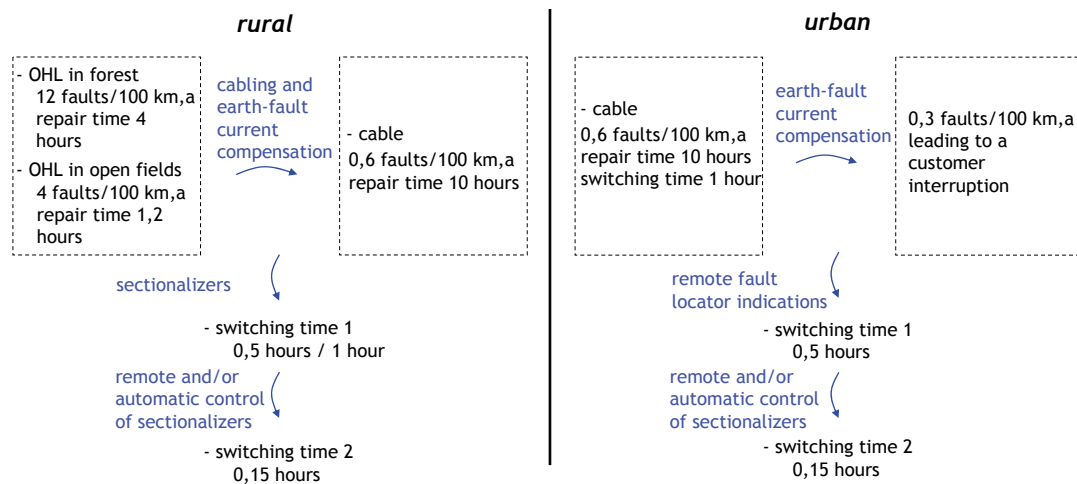 rural
- OHL in forest
12 faults/100 km,a
repair time 4
hours
- OHL in open fields
4 faults/100 km,a
repair time 1,2
hours
cabling and
earth-fault
current
compensation
- cable
0,6 faults/100 km,a
repair time 10 hours
sectionalizers
- switching time 1
0,5 hours / 1 hour
remote and/or
automatic control
of sectionalizers
- switching time 2
0,15 hours
urban
- cable
0,6 faults/100 km,a
repair time 10 hours
switching time 1 hour
earth-fault
current
compensation
0,3 faults/100 km,a
leading to a
customer
interruption
remote fault
locator indications
- switching time 1
0,5 hours
remote and/or
automatic control
of sectionalizers
- switching time 2
0,15 hours